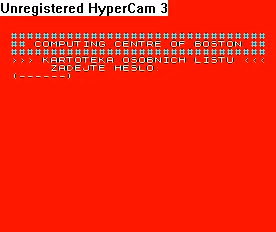 Unregistered HyperCam 3
##########################
## COMPUTING CENTRE OF BOSTON ##
##########################
>>> KARTOTEKA OSOBNICH LISTU <<<
ZADEJTE HESLO.
(------)